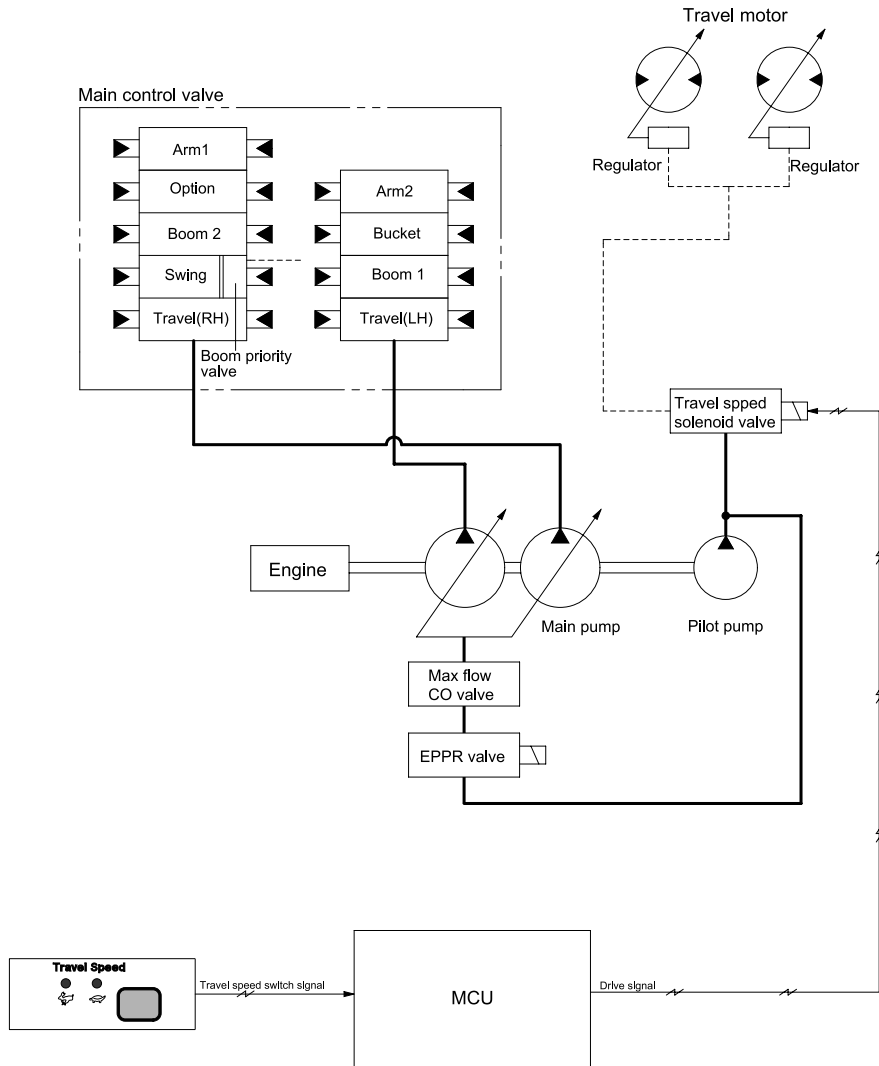 Travel motor
Main control valve
Arm1
Option
Boom 2
Swing
Travel(RH)
Boom priority
valve
Arm2
Bucket
Boom 1
Travel(LH)
Regulator
Regulator
Travel spped
solenoid valve
Engine
Main pump
Pilot pump
Max flow
CO valve
EPPR valve
Travel Speed
Travel speed switch signal
MCU
Drive signal